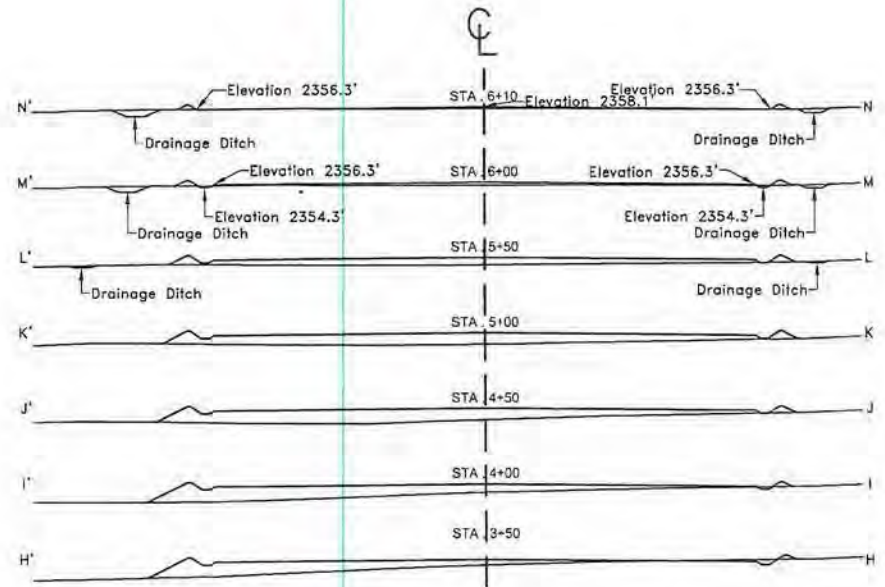 CL
Elevation 2356.3'
Elevation 2356.3'
STA. 6+10
Elevation 2358.1'
N'
N
Drainage Ditch
Drainage Ditch
Elevation 2356.3'
STA. 6+00
Elevation 2356.3'
M'
M
Elevation 2354.3'
Elevation 2354.3'
Drainage Ditch
Drainage Ditch
STA. 5+50
L'
L
Drainage Ditch
Drainage Ditch
STA. 5+00
K'
K
STA. 4+50
J'
J
STA. 4+00
I'
I
STA. 3+50
H'
H